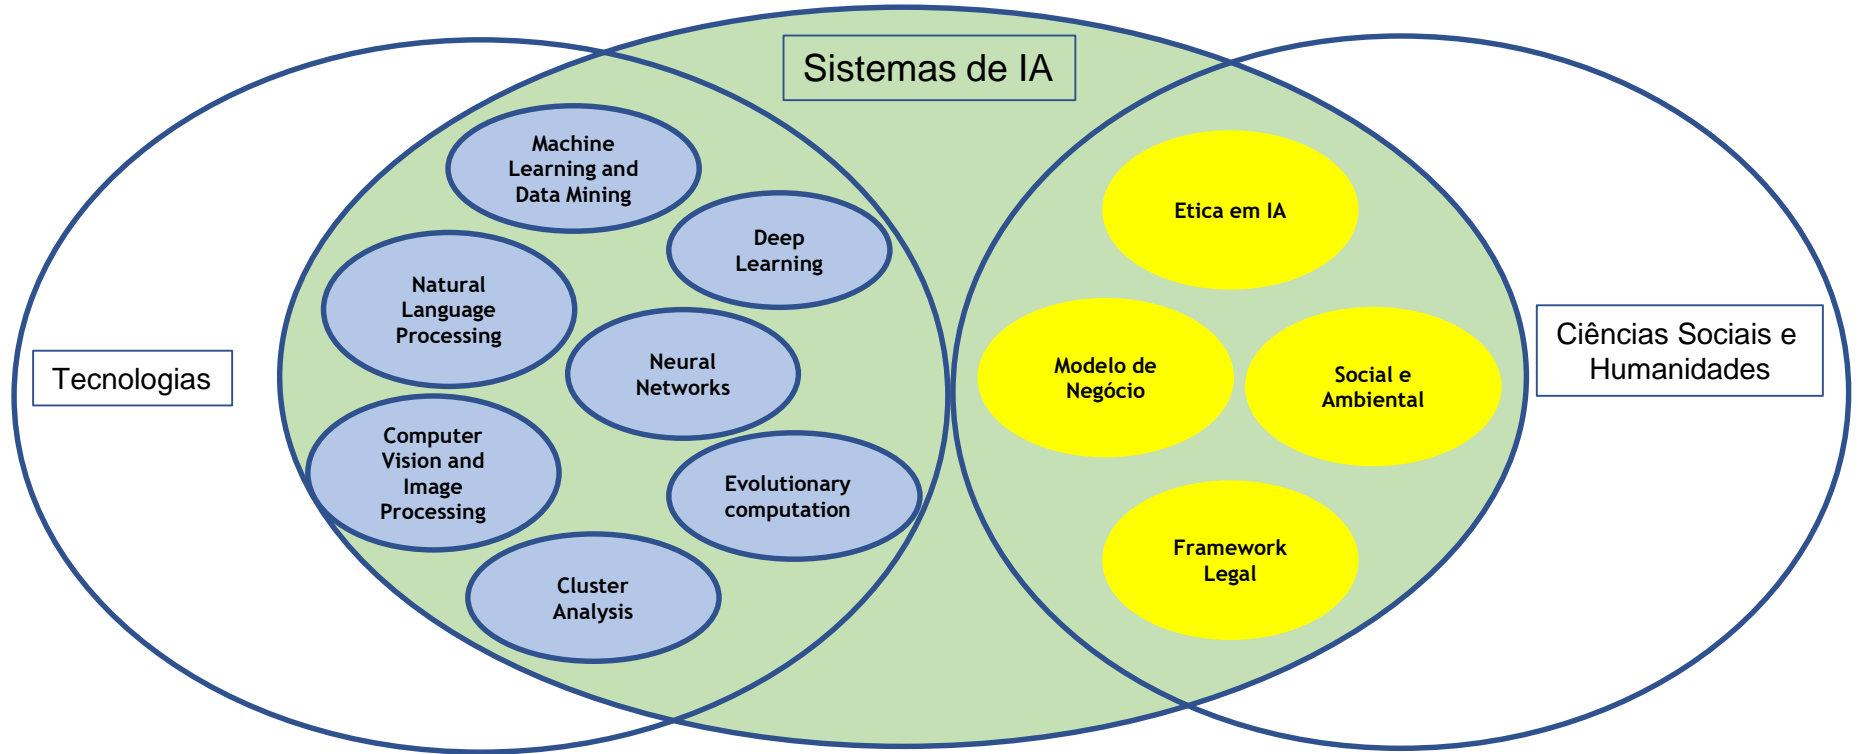 Sistemas de IA
Tecnologias
Machine
Learning and
Data Mining
Deep
Learning
Natural
Language
Processing
Neural
Networks
Computer
Vision and
Image
Processing
Evolutionary
computation
Cluster
Analysis
Etica em IA
Modelo de
Negócio
Social e
Ambiental
Framework
Legal
Ciências Sociais e
Humanidades